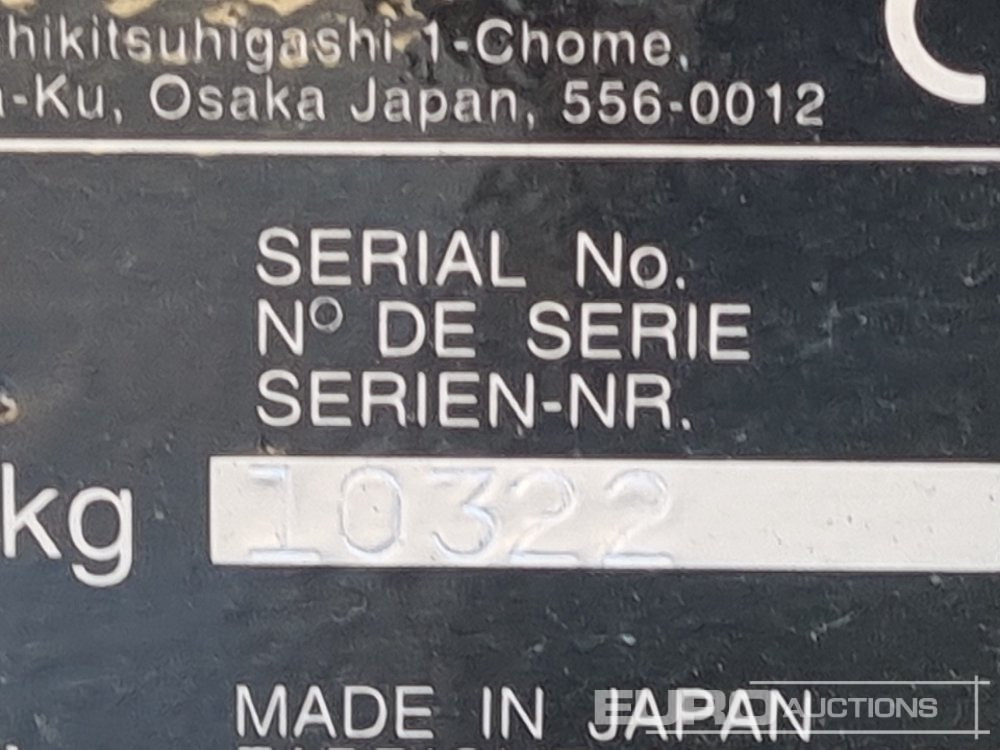 hikitsuhigashi 1-Chome,
-Ku, Osaka Japan, 556-0012
SERIAL No.
Nº DE SERIE
SERIEN-NR.
kg
10322
MADE IN JAPAN
EURO AUCTIONS